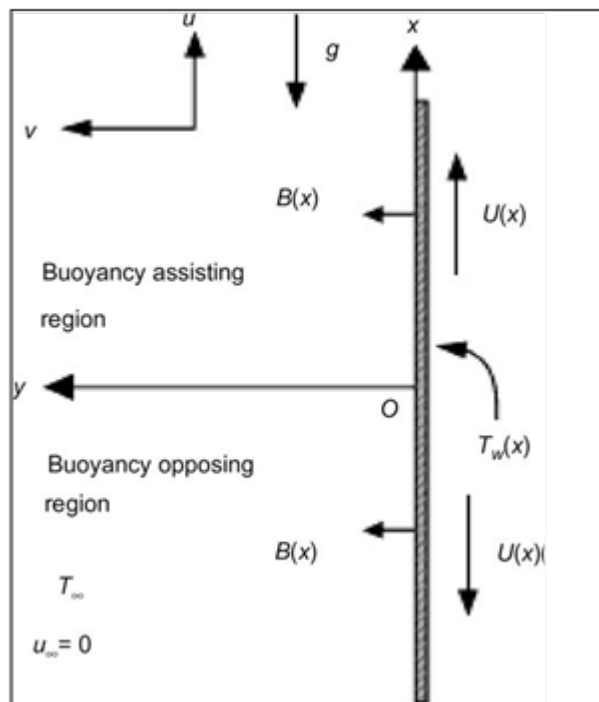 u
x
g
v
B(x)
U(x)
Buoyancy assisting
region
y
O
T_w(x)
Buoyancy opposing
region
B(x)
U(x)(
T_∞
u_∞= 0